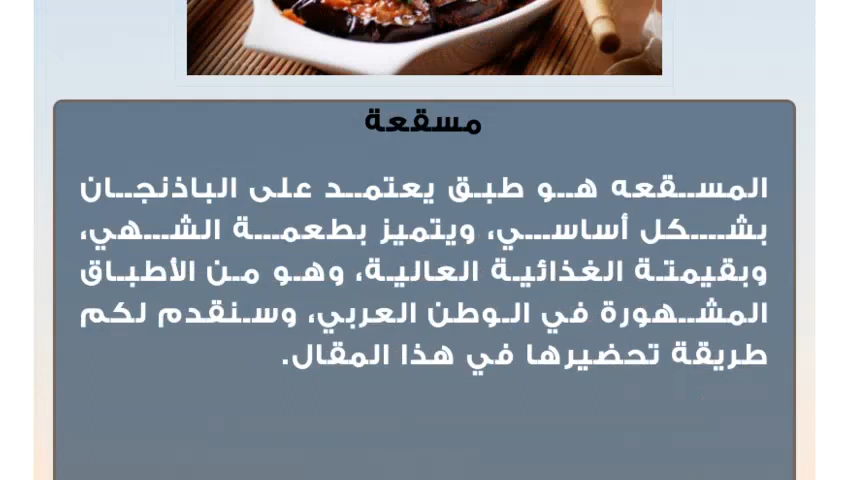 مسقعة
المسقعه هو طبق يعتمد على الباذنجان
بشكل أساسي، ويتميز بطعمة الشهي،
وبقيمتة الغذائية العالية، وهو من الأطباق
المشهورة في الوطن العربي، وسنقدم لكم
طريقة تحضيرها في هذا المقال.